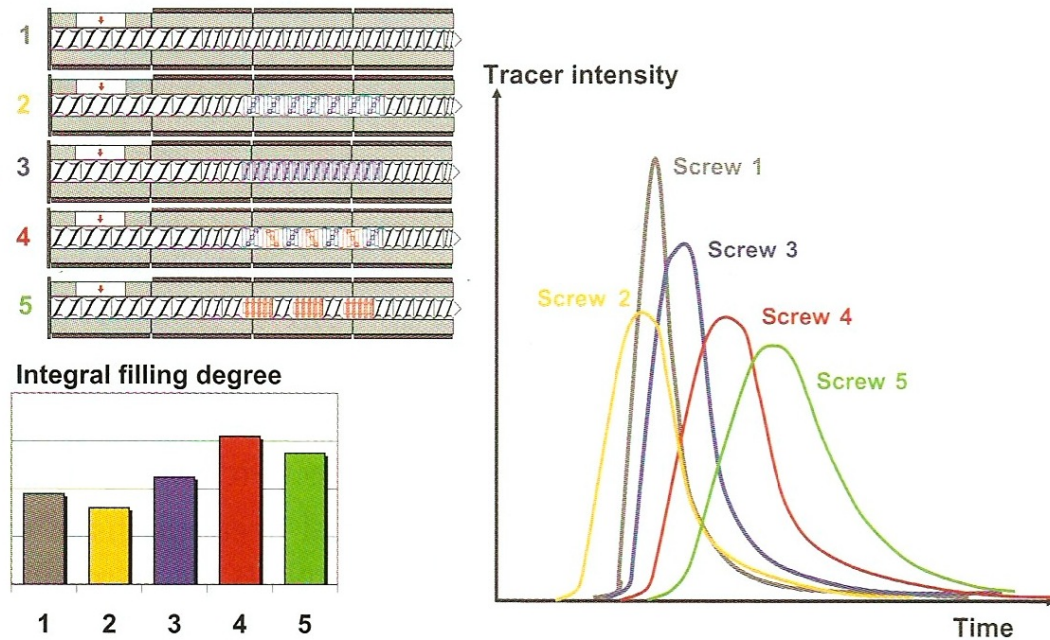 1
2
3
4
5
Integral filling degree
1 2 3 4 5
Tracer intensity
Screw 1
Screw 3
Screw 2
Screw 4
Screw 5
Time